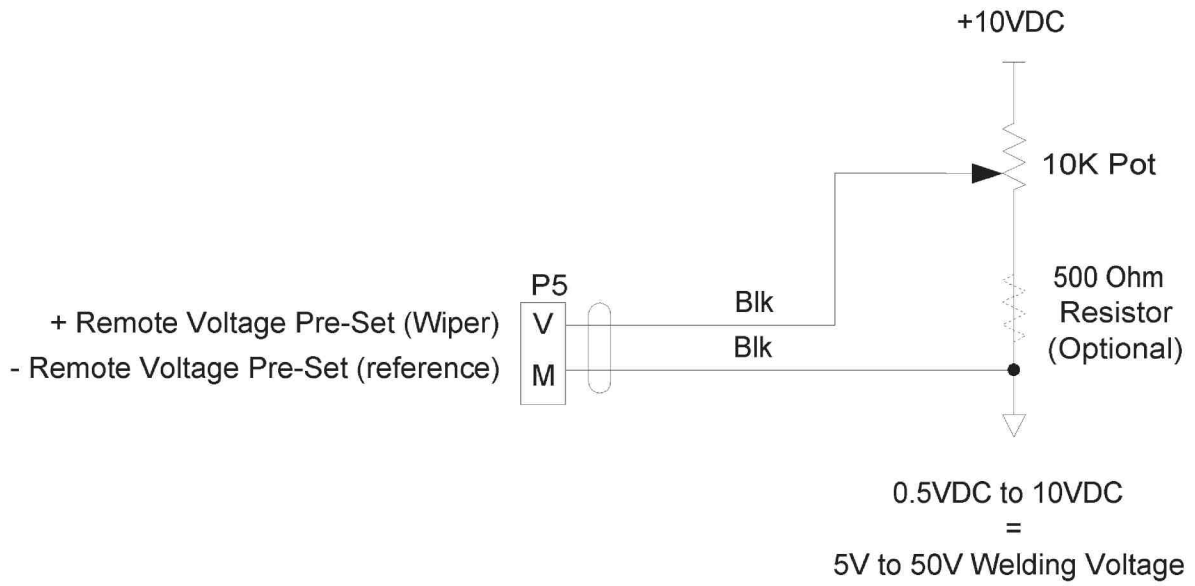 +10VDC
10K Pot
P5
500 Ohm
Resistor
(Optional)
+ Remote Voltage Pre-Set (Wiper)
V
Blk
- Remote Voltage Pre-Set (reference)
M
Blk
0.5VDC to 10VDC
=
5V to 50V Welding Voltage